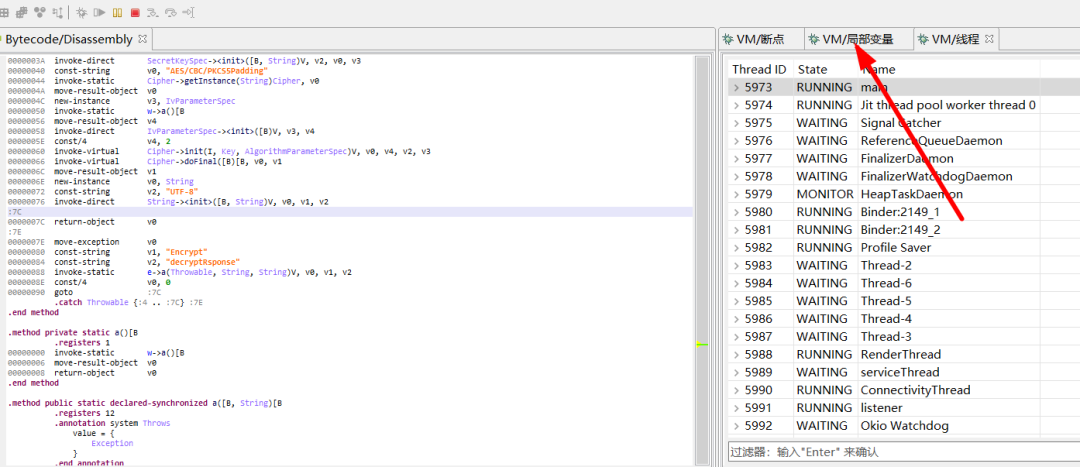 Bytecode/Disassembly
0000003A invoke-direct SecretKeySpec-><init>([B, String)V, v2, v0, v3
00000040 const-string v0, "AES/CBC/PKCS5Padding"
00000044 invoke-static Cipher->getInstance(String)Cipher, v0
0000004A move-result-object v0
0000004C new-instance v3, IvParameterSpec
00000050 invoke-static w->a()[B
00000056 move-result-object v4
00000058 invoke-direct IvParameterSpec-><init>([B)V, v3, v4
0000005E const/4 v4, 2
00000060 invoke-virtual Cipher->init(I, Key, AlgorithmParameterSpec)V, v0, v4, v2, v3
00000066 invoke-virtual Cipher->doFinal([B)[B, v0, v1
0000006C move-result-object v1
0000006E new-instance v0, String
00000072 const-string v2, "UTF-8"
00000076 invoke-direct String-><init>([B, String)V, v0, v1, v2
:7C
0000007C return-object v0
:7E
0000007E move-exception v0
00000080 const-string v1, "Encrypt"
00000084 const-string v2, "decryptRsponse"
00000088 invoke-static e->a(Throwable, String, String)V, v0, v1, v2
0000008E const/4 v0, 0
00000090 goto :7C
.catch Throwable {:4 .. :7C} :7E
.end method
.method private static a()[B
.registers 1
00000000 invoke-static w->a()[B
00000006 move-result-object v0
00000008 return-object v0
.end method
.method public static declared-synchronized a([B, String)[B
.registers 12
.annotation system Throws
value = {
Exception
}
.end annotation
VM/断点 VM/局部变量 VM/线程
Thread ID State Name
5973 RUNNING main
5974 RUNNING Jit thread pool worker thread 0
5975 WAITING Signal Catcher
5976 WAITING ReferenceQueueDaemon
5977 WAITING FinalizerDaemon
5978 WAITING FinalizerWatchdogDaemon
5979 MONITOR HeapTaskDaemon
5980 RUNNING Binder:2149_1
5981 RUNNING Binder:2149_2
5982 RUNNING Profile Saver
5983 WAITING Thread-2
5984 WAITING Thread-6
5985 WAITING Thread-5
5986 WAITING Thread-4
5987 WAITING Thread-3
5988 RUNNING RenderThread
5989 WAITING serviceThread
5990 RUNNING ConnectivityThread
5991 RUNNING listener
5992 WAITING Okio Watchdog
过滤器：输入"Enter" 来确认